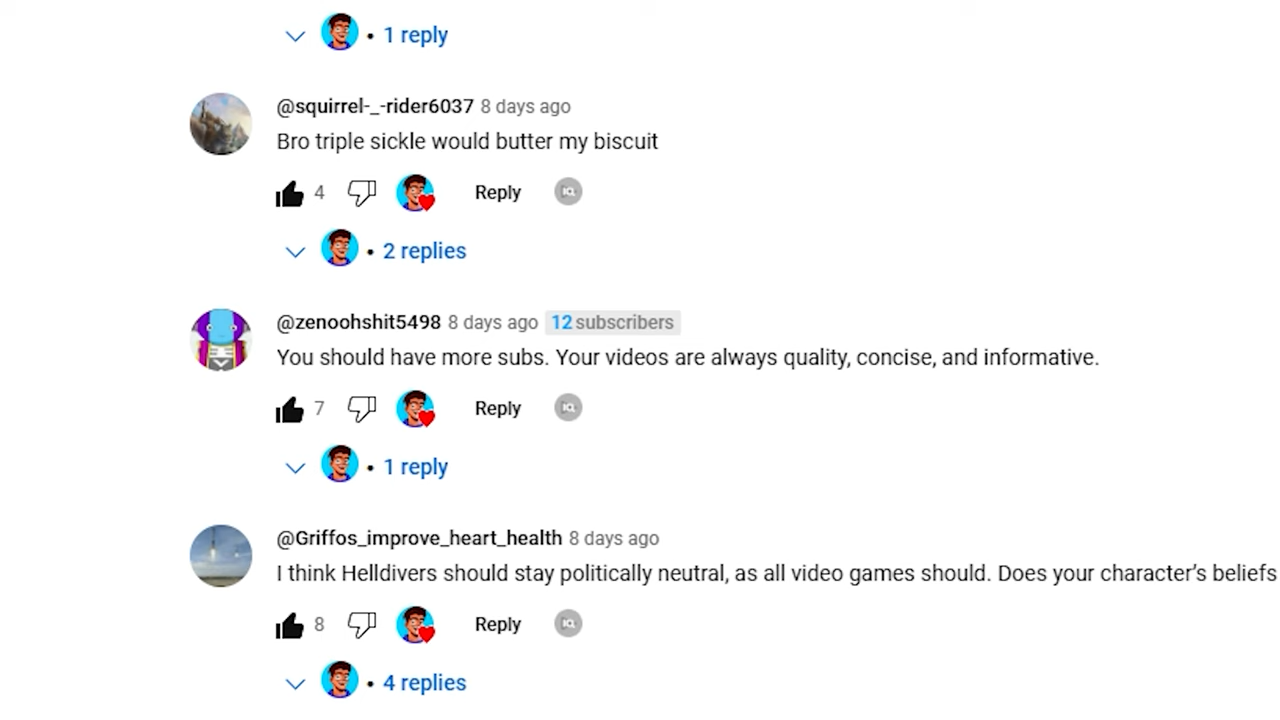 1 reply
@squirrel-_-rider6037 8 days ago
Bro triple sickle would butter my biscuit
4 Reply
2 replies
@zenoohshit5498 8 days ago 12 subscribers
You should have more subs. Your videos are always quality, concise, and informative.
7 Reply
1 reply
@Griffos_improve_heart_health 8 days ago
I think Helldivers should stay politically neutral, as all video games should. Does your character's beliefs
8 Reply
4 replies